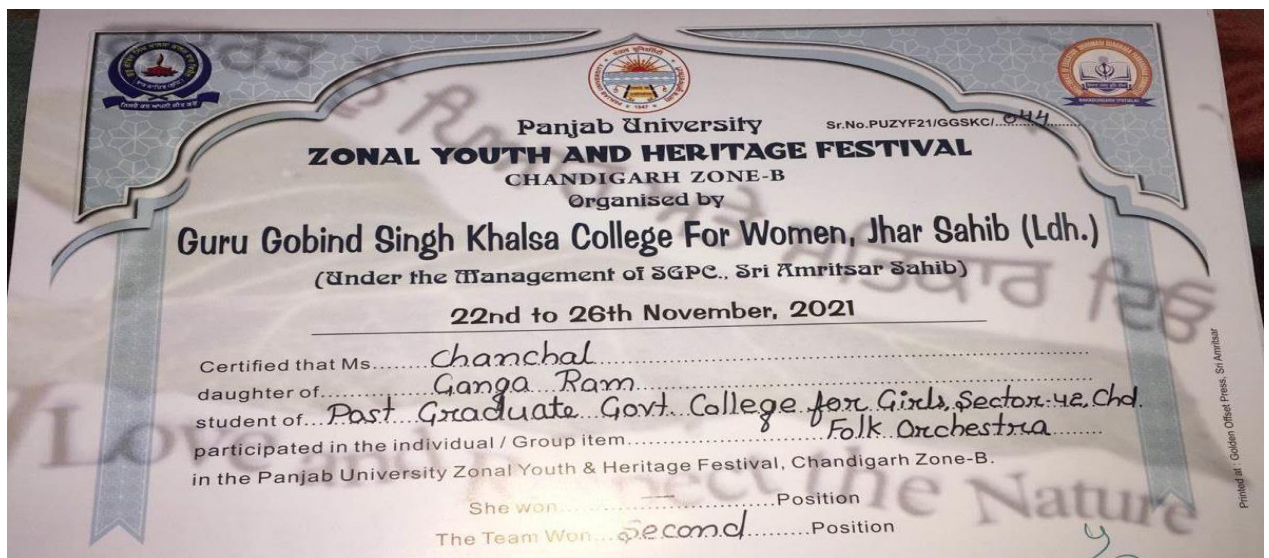 Panjab University
Sr.No.PUZYF21/GGSKC/...044...
ZONAL YOUTH AND HERITAGE FESTIVAL
CHANDIGARH ZONE-B
Organised by
Guru Gobind Singh Khalsa College For Women, Jhar Sahib (Ldh.)
(Under the Management of SGPC., Sri Amritsar Sahib)
22nd to 26th November, 2021
Certified that Ms. Chanchal
daughter of Ganga Ram
student of Post Graduate Govt College for Girls, Sector-42, Chd.
participated in the individual / Group item Folk Orchestra
in the Panjab University Zonal Youth & Heritage Festival, Chandigarh Zone-B.
She won — Position
The Team Won Second Position
Love Respect the Nature
ਪਿਆਰ ਅਤੇ ਸਤਿਕਾਰ ਦਿਉ
Printed at : Golden Offset Press, Sri Amritsar